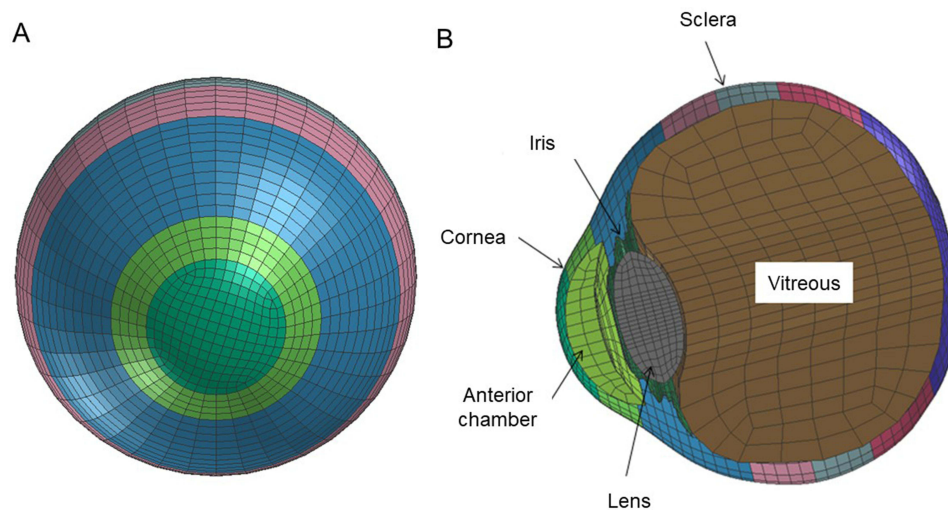 A
B
Sclera
Iris
Cornea
Vitreous
Anterior
chamber
Lens